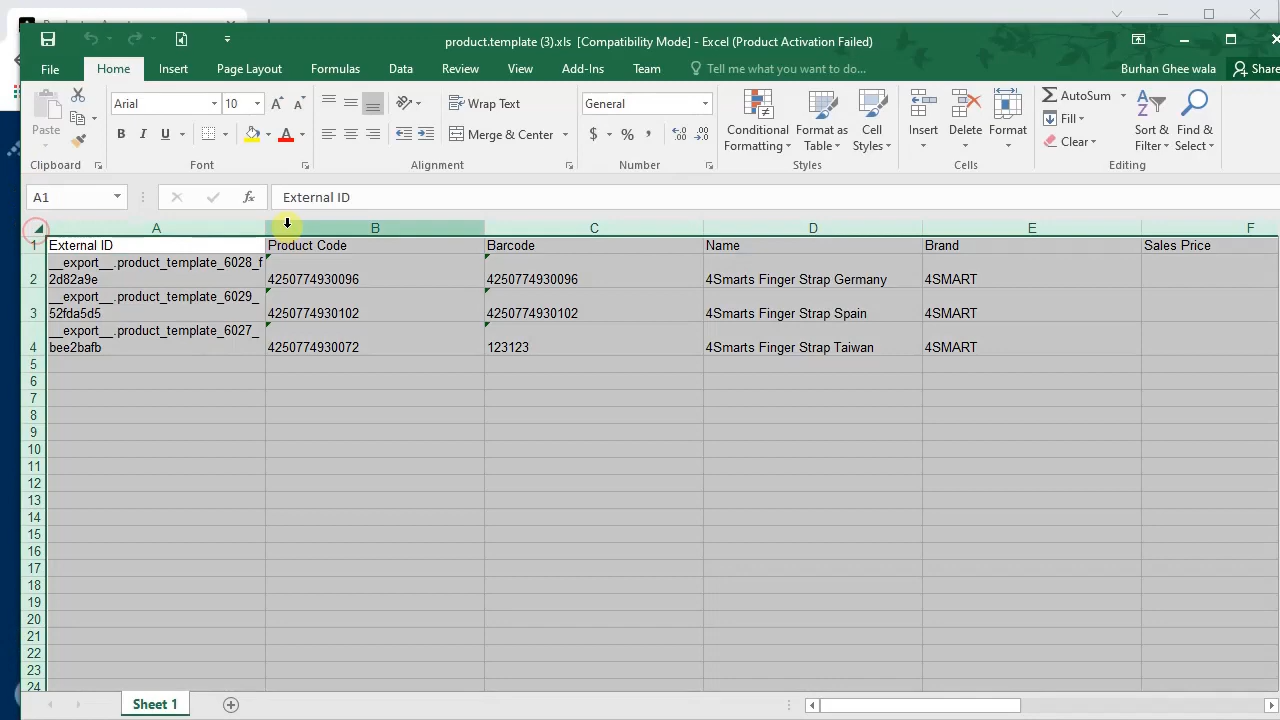 product.template (3).xls [Compatibility Mode] - Excel (Product Activation Failed)
File Home Insert Page Layout Formulas Data Review View Add-Ins Team Tell me what you want to do... Burhan Ghee wala Share
Paste
Clipboard
Arial 10
B I U A
Font
Wrap Text
Merge & Center
Alignment
General
$ % ,
Number
Conditional Formatting
Format as Table
Cell Styles
Styles
Insert Delete Format
Cells
AutoSum
Fill
Clear
Sort & Filter
Find & Select
Editing
A1 fx External ID
A B C D E F
1 External ID Product Code Barcode Name Brand Sales Price
2 __export__.product_template_6028_f2d82a9e 4250774930096 4250774930096 4Smarts Finger Strap Germany 4SMART
3 __export__.product_template_6029_52fda5d5 4250774930102 4250774930102 4Smarts Finger Strap Spain 4SMART
4 __export__.product_template_6027_bee2bafb 4250774930072 123123 4Smarts Finger Strap Taiwan 4SMART
5
6
7
8
9
10
11
12
13
14
15
16
17
18
19
20
21
22
23
24
Sheet 1